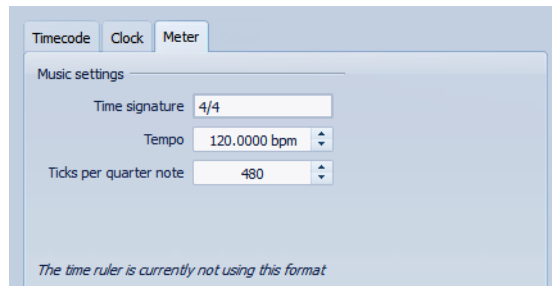 Timecode Clock Meter
Music settings
Time signature 4/4
Tempo 120.0000 bpm
Ticks per quarter note 480
The time ruler is currently not using this format